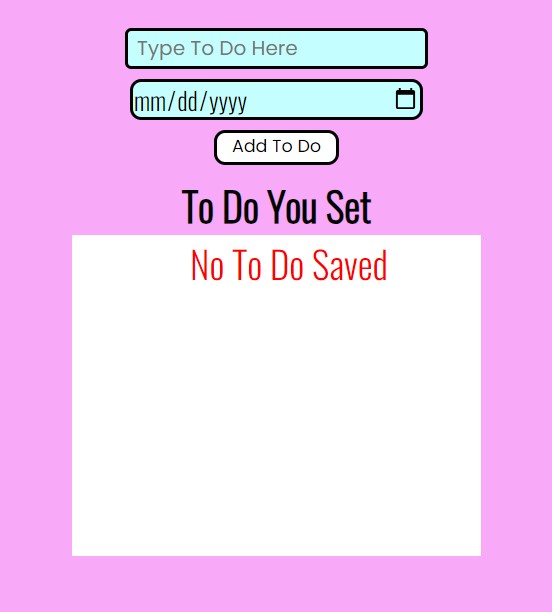 Type To Do Here
mm/dd/yyyy
Add To Do
To Do You Set
No To Do Saved